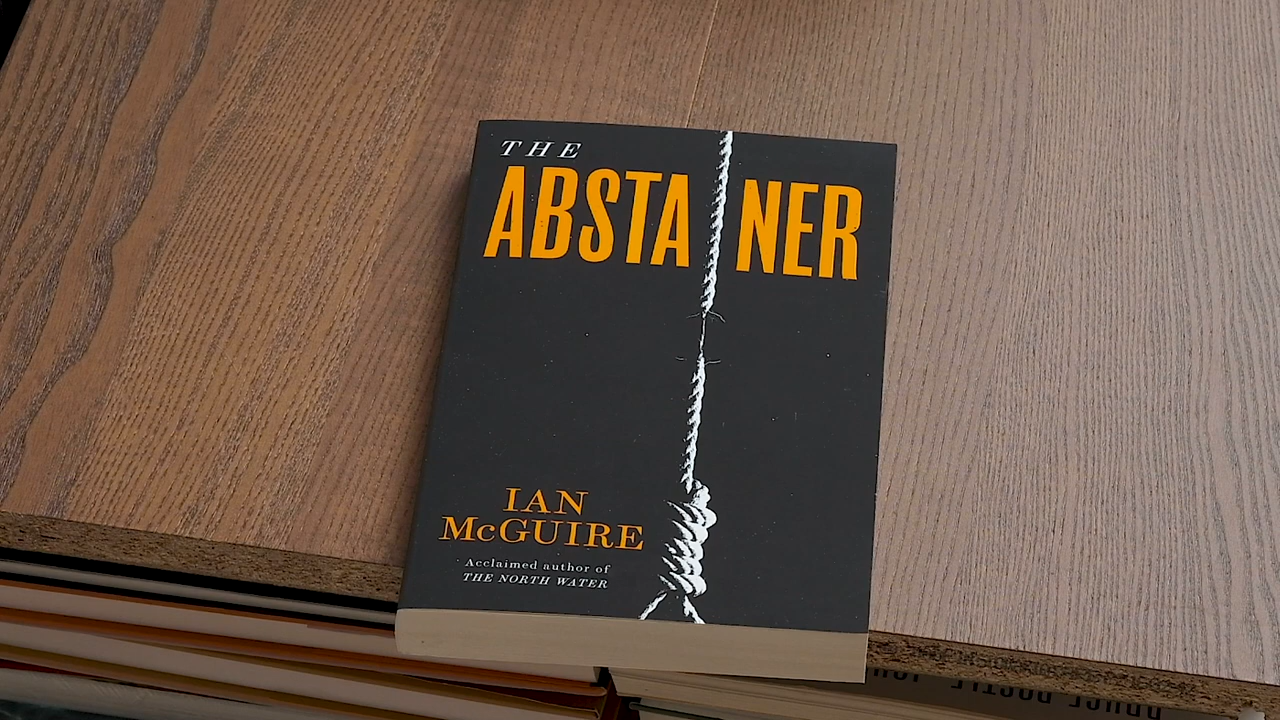 THE
ABSTA NER
IAN
McGUIRE
Acclaimed author of
THE NORTH WATER